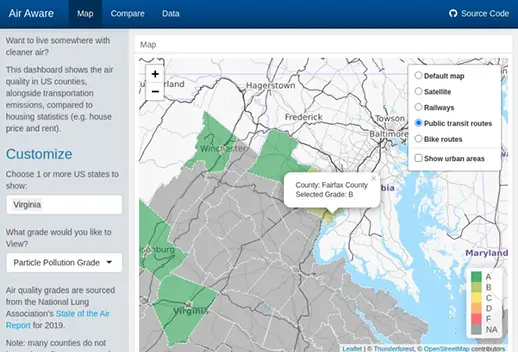 Air Aware
Map
Compare
Data
Source Code
Want to live somewhere with
cleaner air?
This dashboard shows the air
quality in US counties,
alongside transportation
emissions, compared to
housing statistics (e.g. house
price and rent).
Customize
Choose 1 or more US states to
show:
Virginia
What grade would you like to
View?
Particle Pollution Grade
Air quality grades are sourced
from the National Lung
Association's State of the Air
Report for 2019.
Note: many counties do not
Map
+
−
Hagerstown
Frederick
Towson
Baltimore
Winchester
County: Fairfax County
Selected Grade: B
×
Maryland
Virginia
Default map
Satellite
Railways
Public transit routes
Bike routes
Show urban areas
A
B
C
D
F
NA
Leaflet | © Thunderforest, © OpenStreetMap contributors